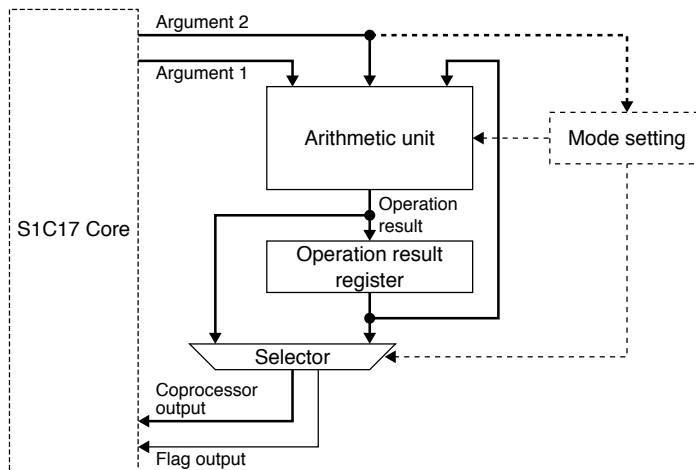 Argument 2
Argument 1
Arithmetic unit
Mode setting
S1C17 Core
Operation
result
Operation result
register
Selector
Coprocessor
output
Flag output